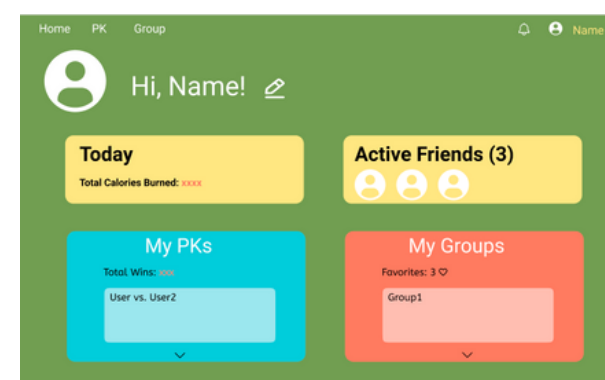 Home PK Group Name
Hi, Name!
Today
Total Calories Burned: xxxx
Active Friends (3)
My PKs
Total Wins: xxx
User vs. User2
My Groups
Favorites: 3 ♡
Group1